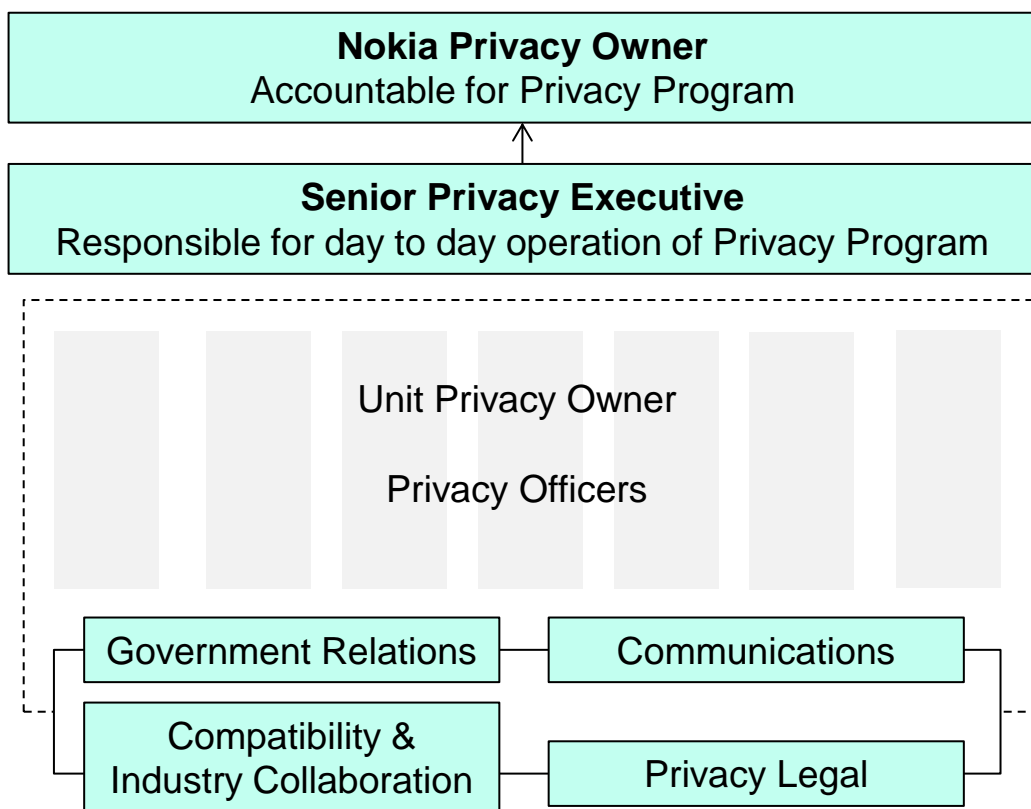 Nokia Privacy Owner
Accountable for Privacy Program
Senior Privacy Executive
Responsible for day to day operation of Privacy Program
Unit Privacy Owner
Privacy Officers
Government Relations
Communications
Compatibility &
Industry Collaboration
Privacy Legal